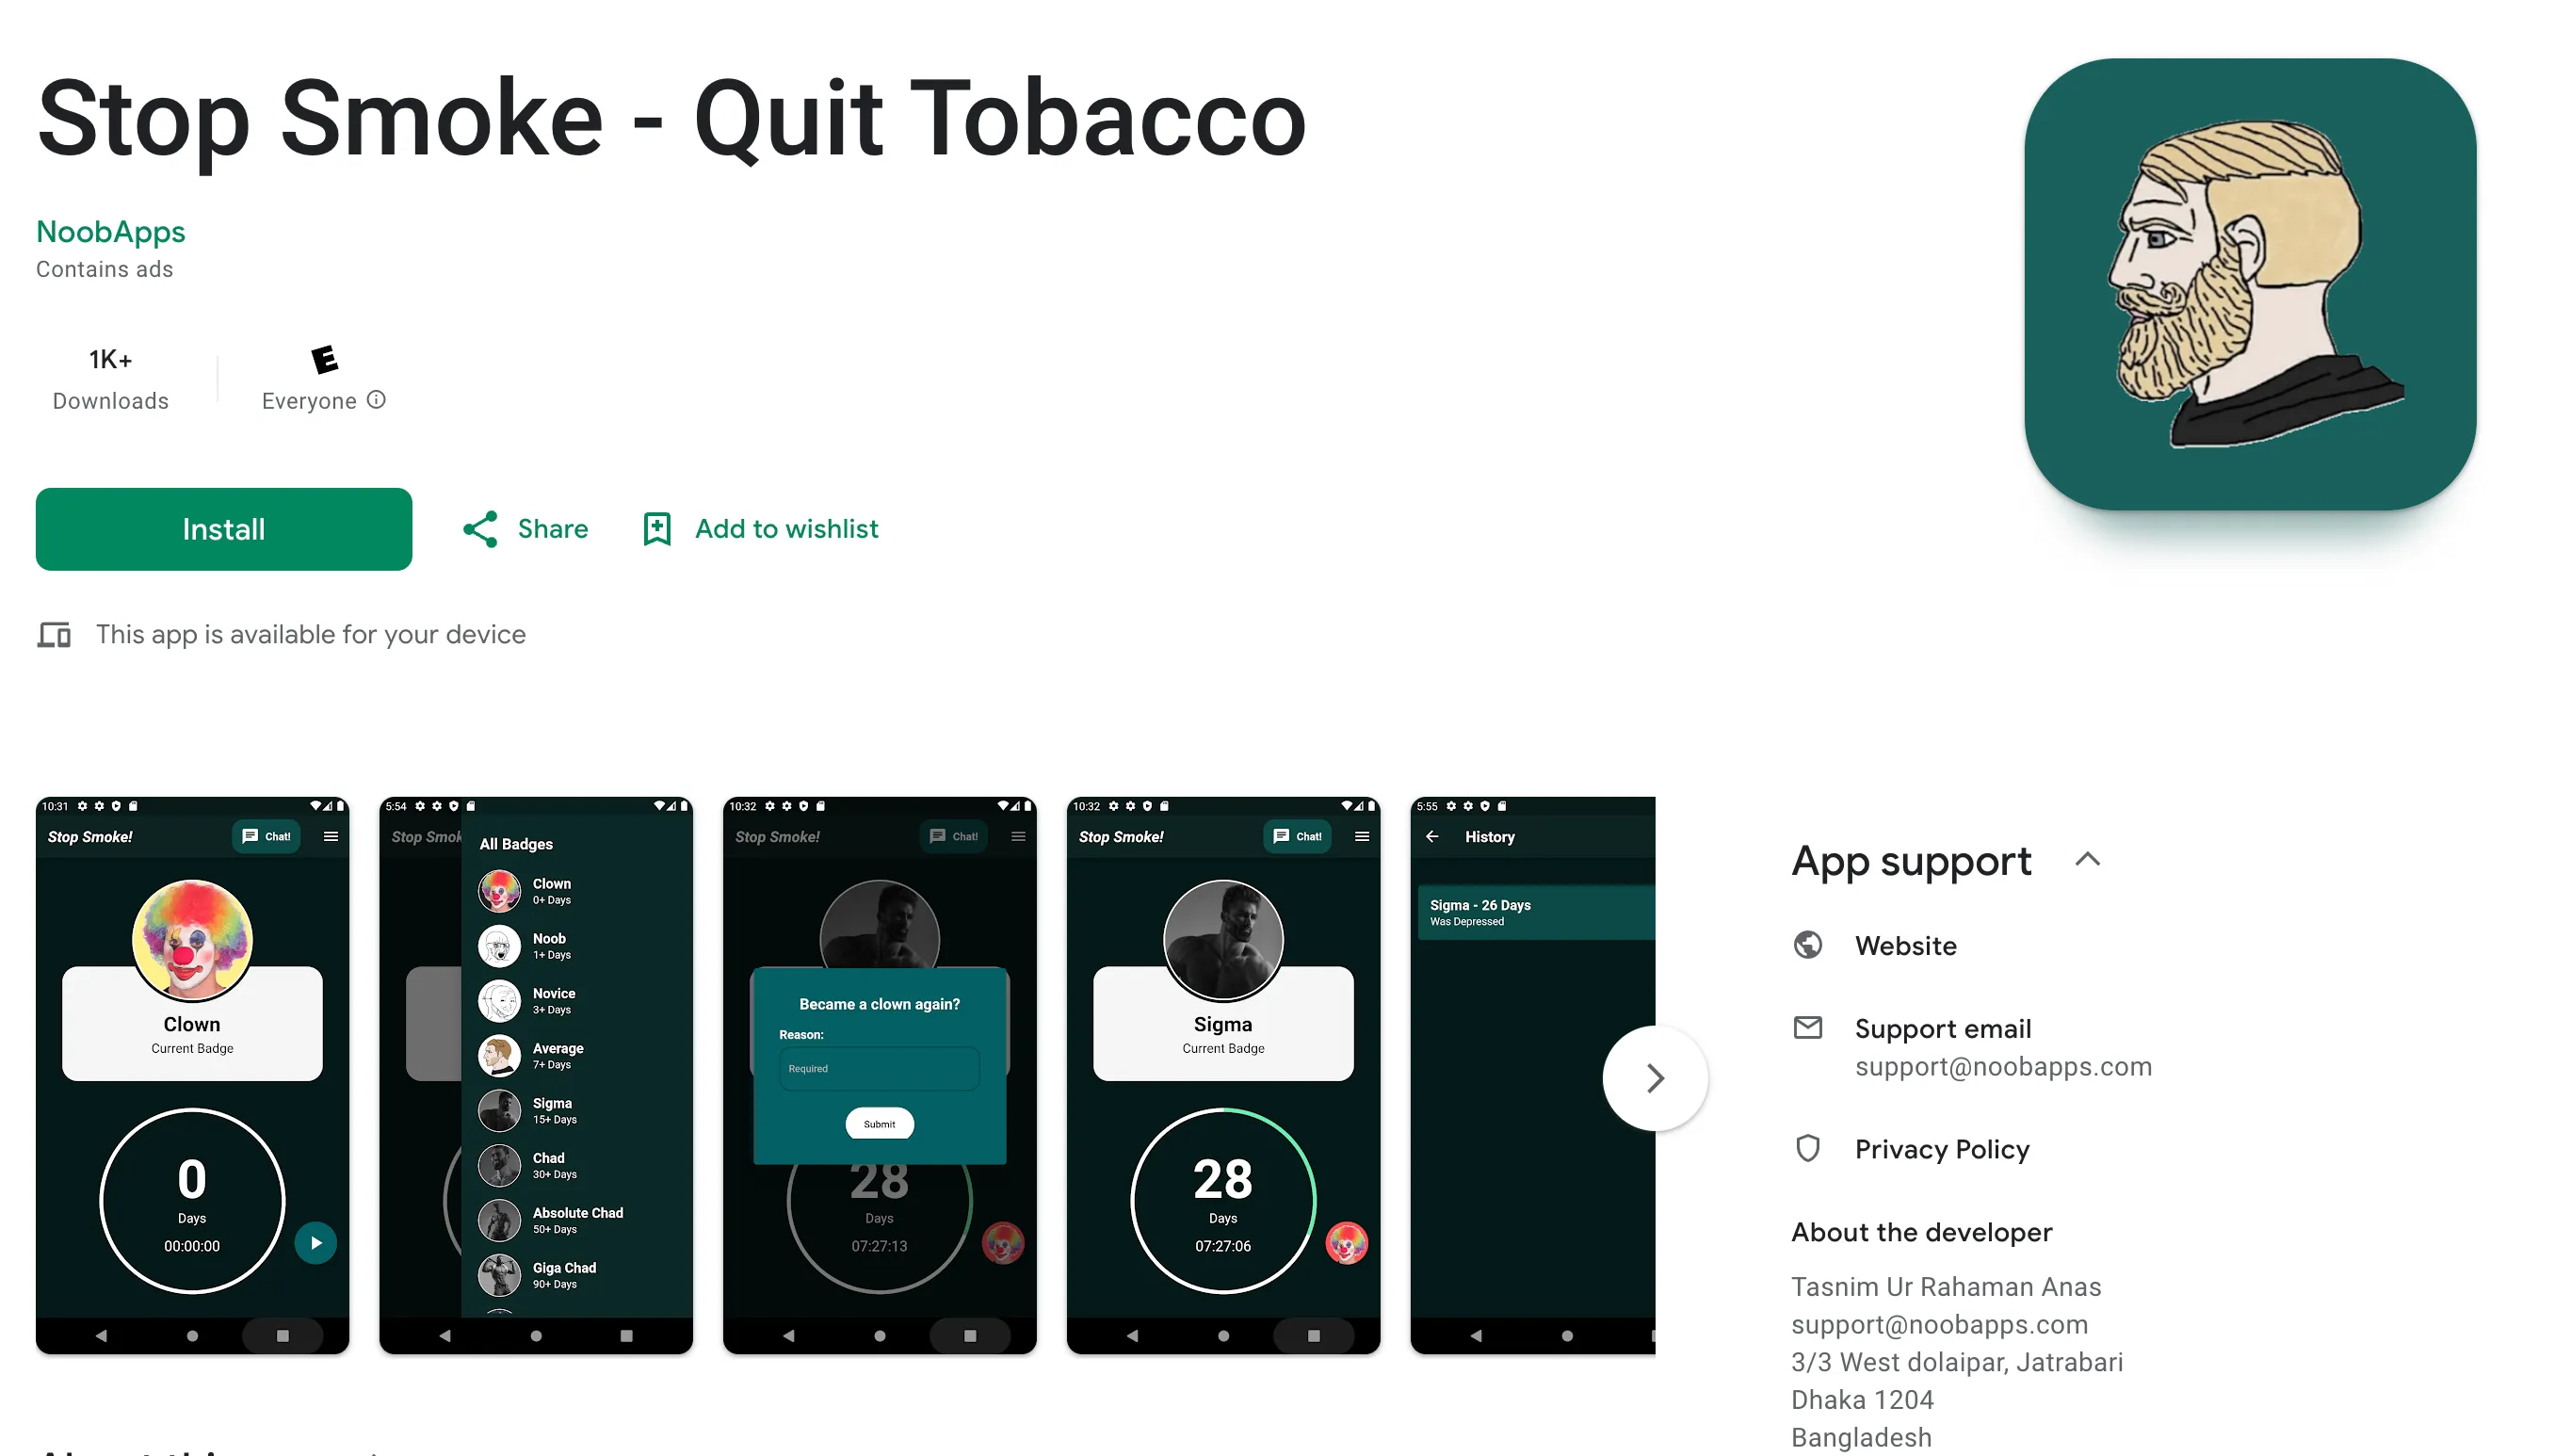 Stop Smoke - Quit Tobacco
NoobApps
Contains ads
1K+
Downloads
E
Everyone
Install
Share
Add to wishlist
This app is available for your device
10:31
Stop Smoke!
Chat!
Clown
Current Badge
0
Days
00:00:00
5:54
Stop Smok
All Badges
Clown
0+ Days
Noob
1+ Days
Novice
3+ Days
Average
7+ Days
Sigma
15+ Days
Chad
30+ Days
Absolute Chad
50+ Days
Giga Chad
90+ Days
10:32
Stop Smoke!
Chat!
Became a clown again?
Reason:
Required
Submit
28
Days
07:27:13
10:32
Stop Smoke!
Chat!
Sigma
Current Badge
28
Days
07:27:06
5:55
History
Sigma - 26 Days
Was Depressed
App support
Website
Support email
support@noobapps.com
Privacy Policy
About the developer
Tasnim Ur Rahaman Anas
support@noobapps.com
3/3 West dolaipar, Jatrabari
Dhaka 1204
Bangladesh